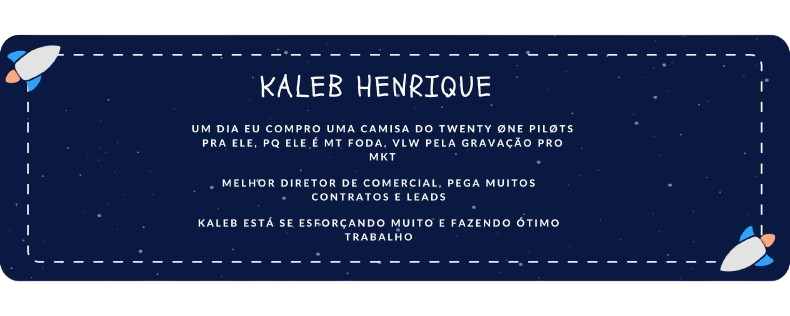 KALEB HENRIQUE
UM DIA EU COMPRO UMA CAMISA DO TWENTY ØNE PILØTS
PRA ELE, PQ ELE É MT FODA, VLW PELA GRAVAÇÃO PRO
MKT
MELHOR DIRETOR DE COMERCIAL, PEGA MUITOS
CONTRATOS E LEADS
KALEB ESTÁ SE ESFORÇANDO MUITO E FAZENDO ÓTIMO
TRABALHO